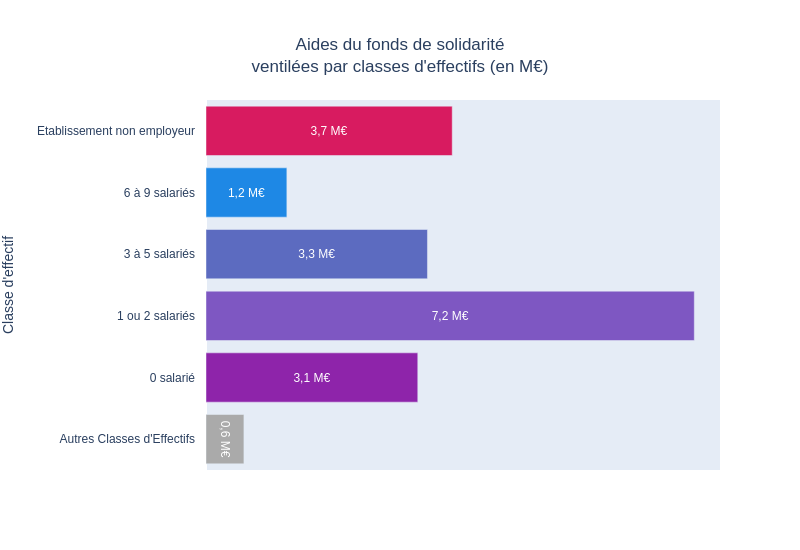 Aides du fonds de solidarité
ventilées par classes d'effectifs (en M€)
Classe d'effectif
Etablissement non employeur
3,7 M€
6 à 9 salariés
1,2 M€
3 à 5 salariés
3,3 M€
1 ou 2 salariés
7,2 M€
0 salarié
3,1 M€
Autres Classes d'Effectifs
0,6 M€